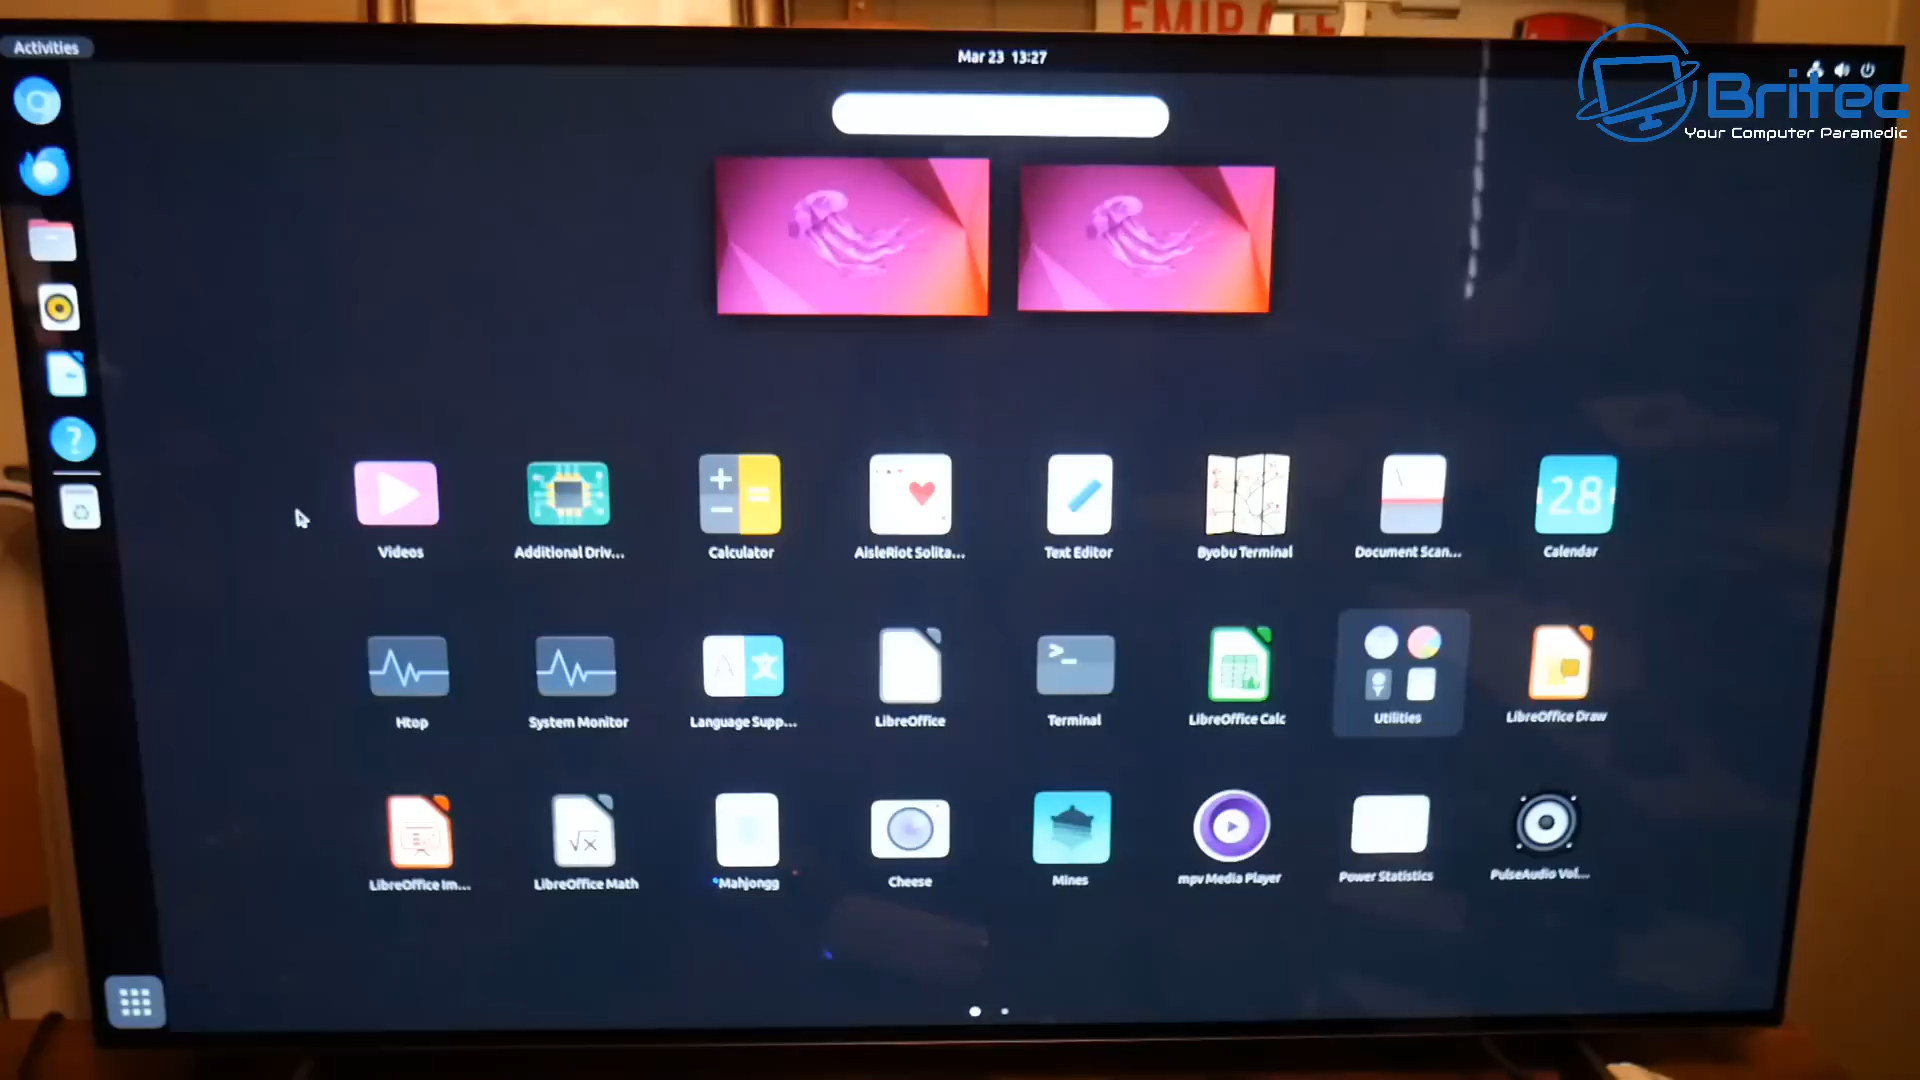 EMIRATE
Activities
Mar 23 13:27
Britec
Your Computer Paramedic
28
Videos
Additional Driv...
Calculator
AisleRiot Solita...
Text Editor
Byobu Terminal
Document Scan...
Calendar
>_
Htop
System Monitor
Language Supp...
LibreOffice
Terminal
LibreOffice Calc
Utilities
LibreOffice Draw
√x
LibreOffice Im...
LibreOffice Math
Mahjongg
Cheese
Mines
mpv Media Player
Power Statistics
PulseAudio Vol...